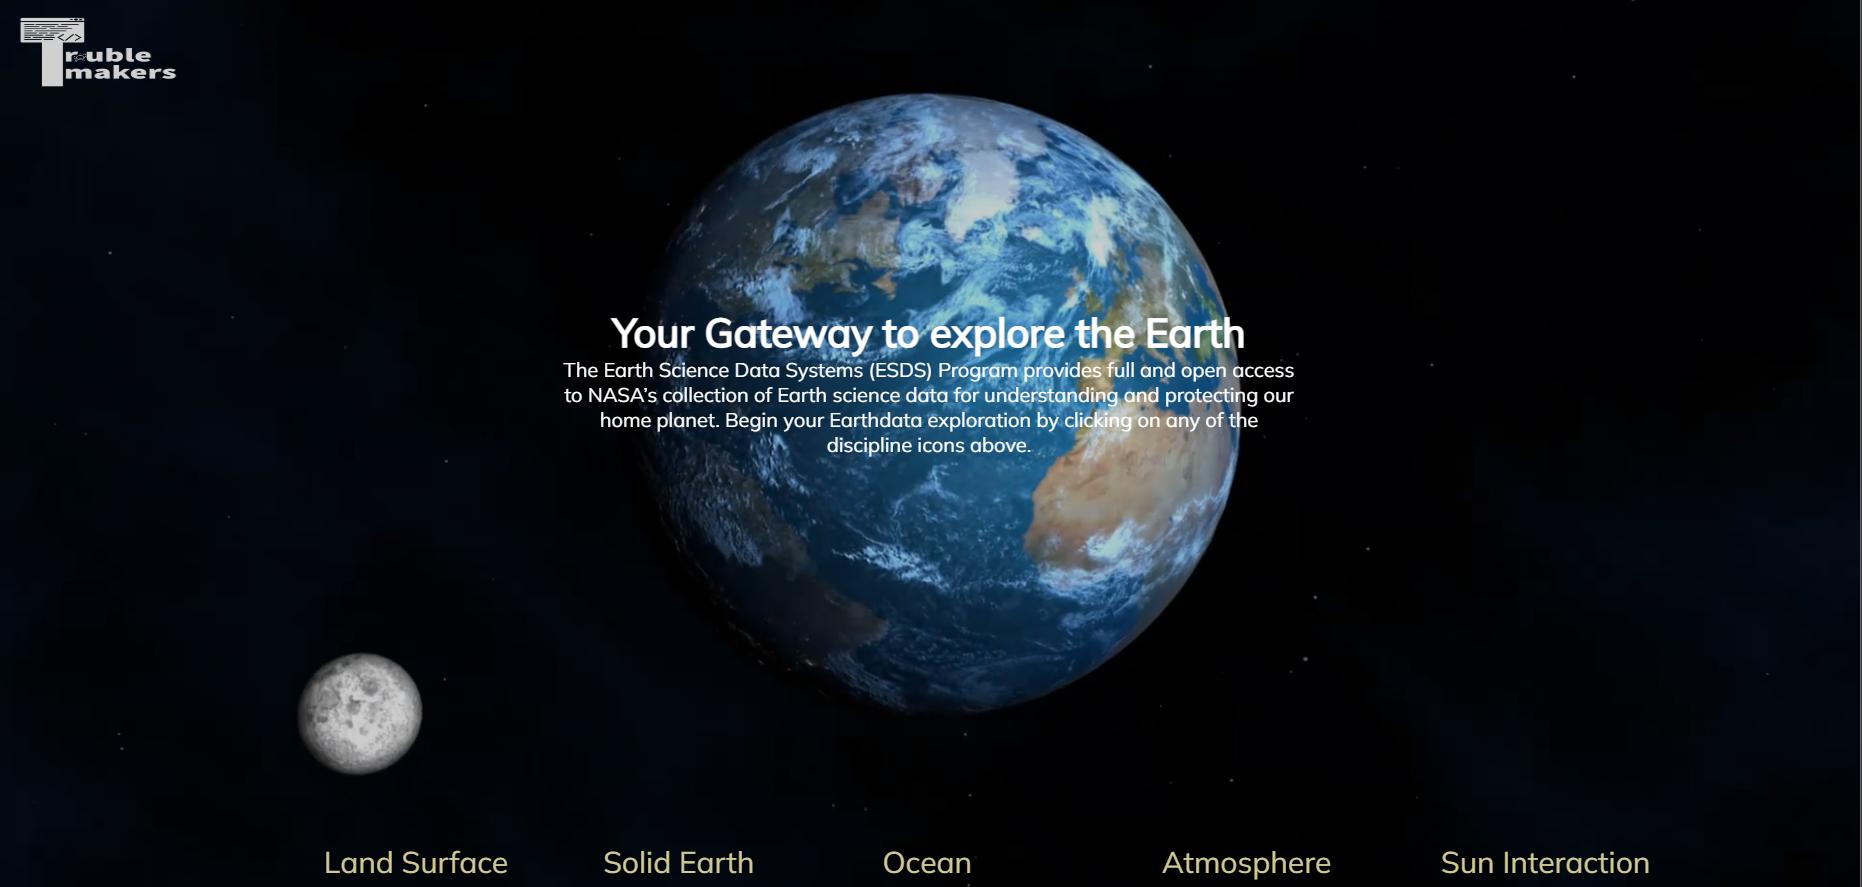 Trouble
makers
Your Gateway to explore the Earth
The Earth Science Data Systems (ESDS) Program provides full and open access
to NASA’s collection of Earth science data for understanding and protecting our
home planet. Begin your Earthdata exploration by clicking on any of the
discipline icons above.
Land Surface
Solid Earth
Ocean
Atmosphere
Sun Interaction